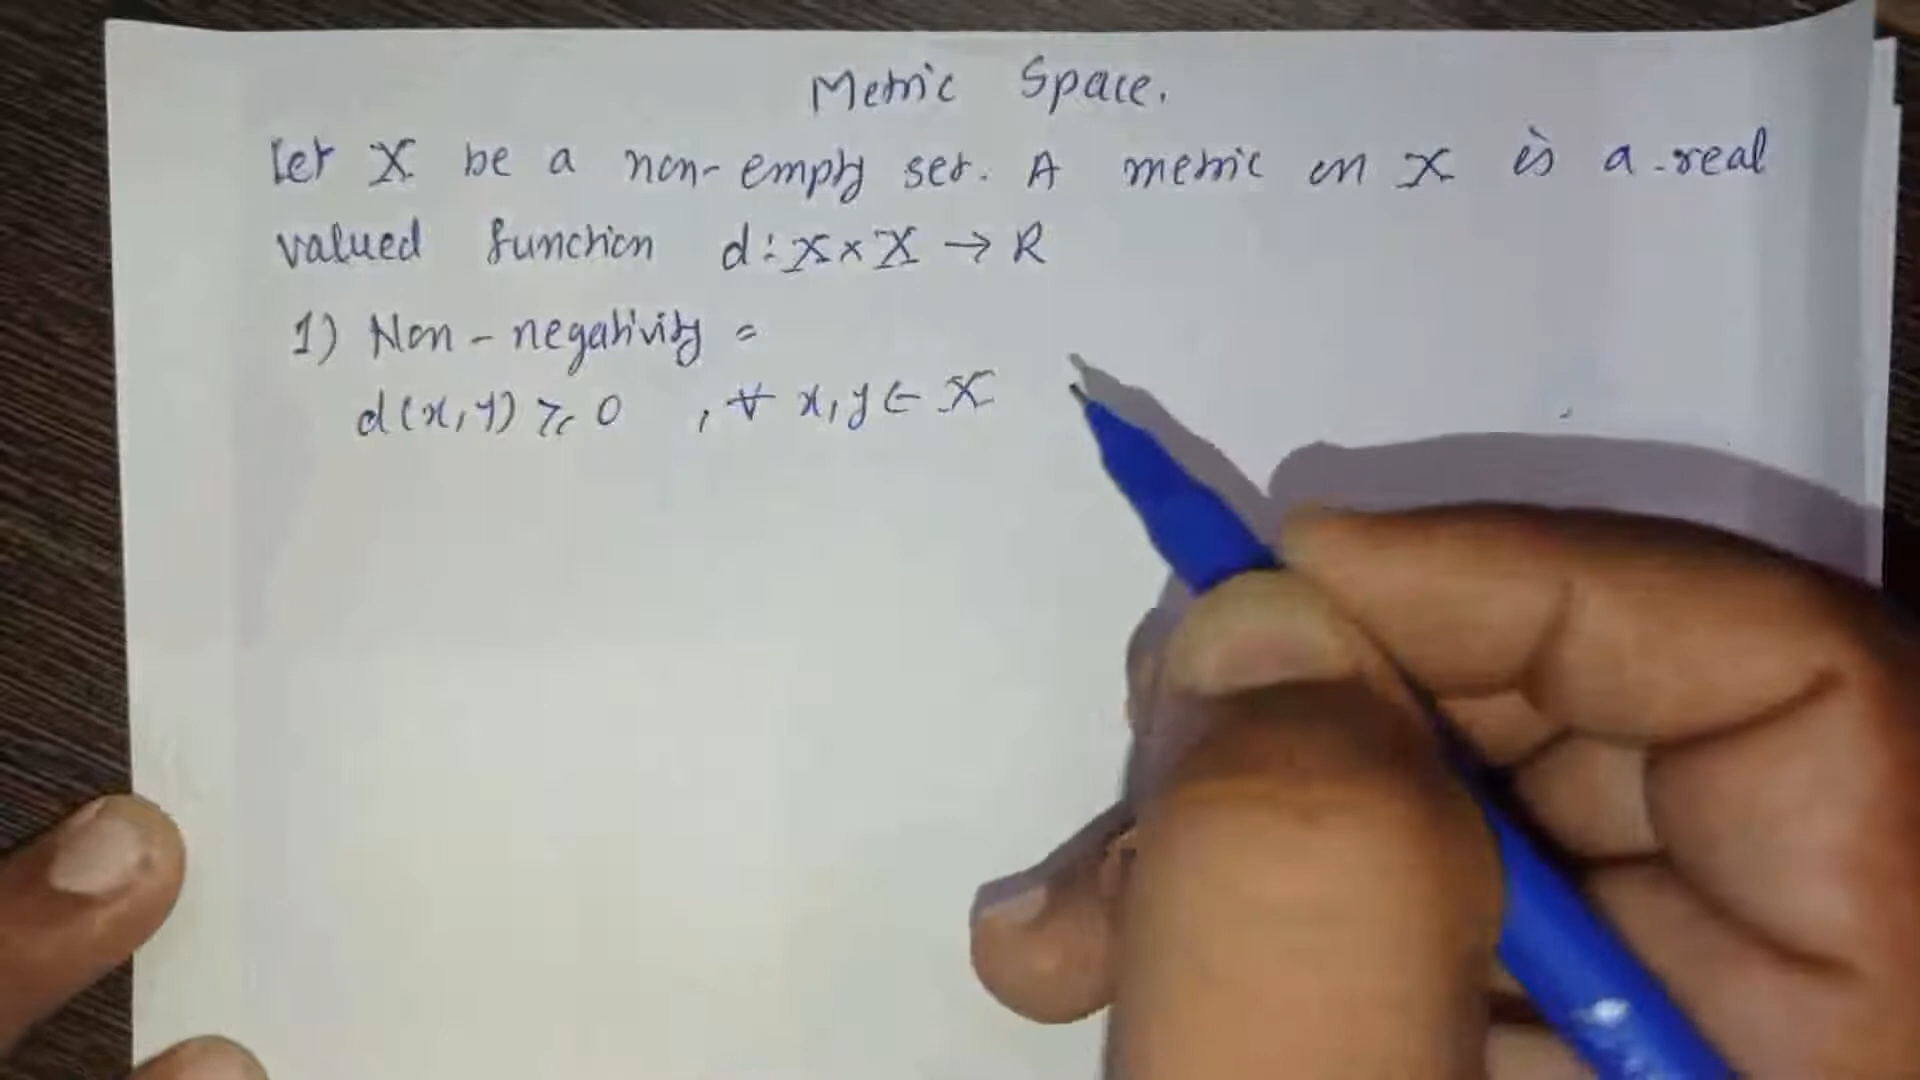 Metric Space.
Let X be a non-empty set. A metric on X is a real
valued function d: X × X → R
1) Non-negativity =
d(x,y) ≥ 0 , ∀ x,y ∈ X